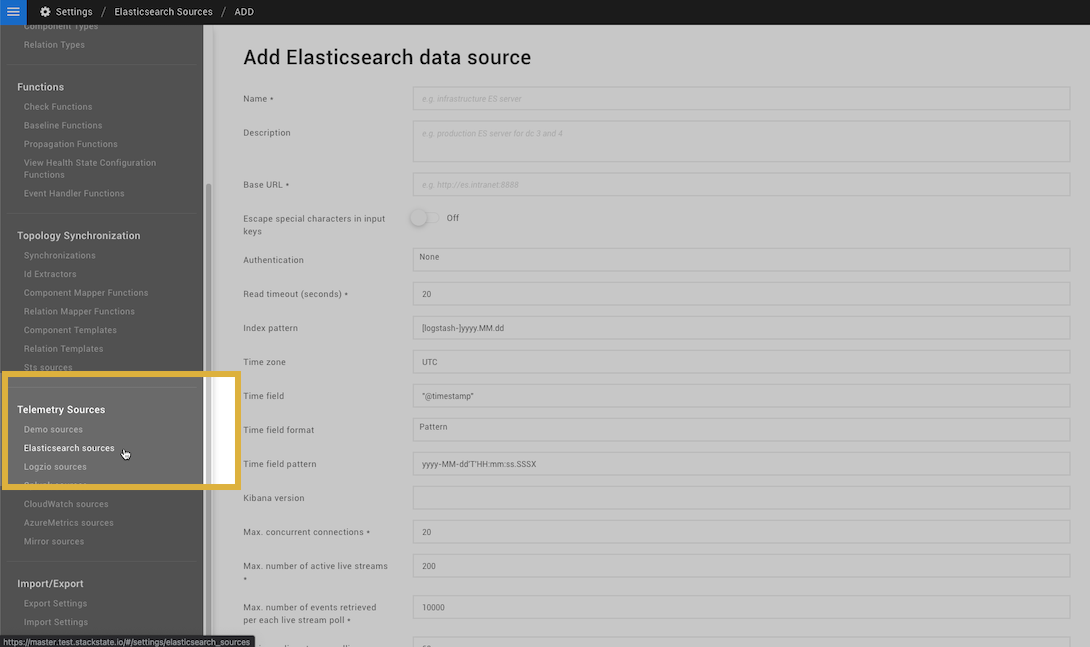 Settings / Elasticsearch Sources / ADD
Component Types
Relation Types
Functions
Check Functions
Baseline Functions
Propagation Functions
View Health State Configuration
Functions
Event Handler Functions
Topology Synchronization
Synchronizations
Id Extractors
Component Mapper Functions
Relation Mapper Functions
Component Templates
Relation Templates
Sts sources
Telemetry Sources
Demo sources
Elasticsearch sources
Logzio sources
CloudWatch sources
AzureMetrics sources
Mirror sources
Import/Export
Export Settings
Import Settings
https://master.test.stackstate.io/#/settings/elasticsearch_sources
Add Elasticsearch data source
Name *
e.g. infrastructure ES server
Description
e.g. production ES server for dc 3 and 4
Base URL *
e.g. http://es.intranet:8888
Escape special characters in input
keys
Off
Authentication
None
Read timeout (seconds) *
20
Index pattern
[logstash-]yyyy.MM.dd
Time zone
UTC
Time field
"@timestamp"
Time field format
Pattern
Time field pattern
yyyy-MM-dd'T'HH:mm:ss.SSSX
Kibana version
Max. concurrent connections *
20
Max. number of active live streams
*
200
Max. number of events retrieved
per each live stream poll *
10000